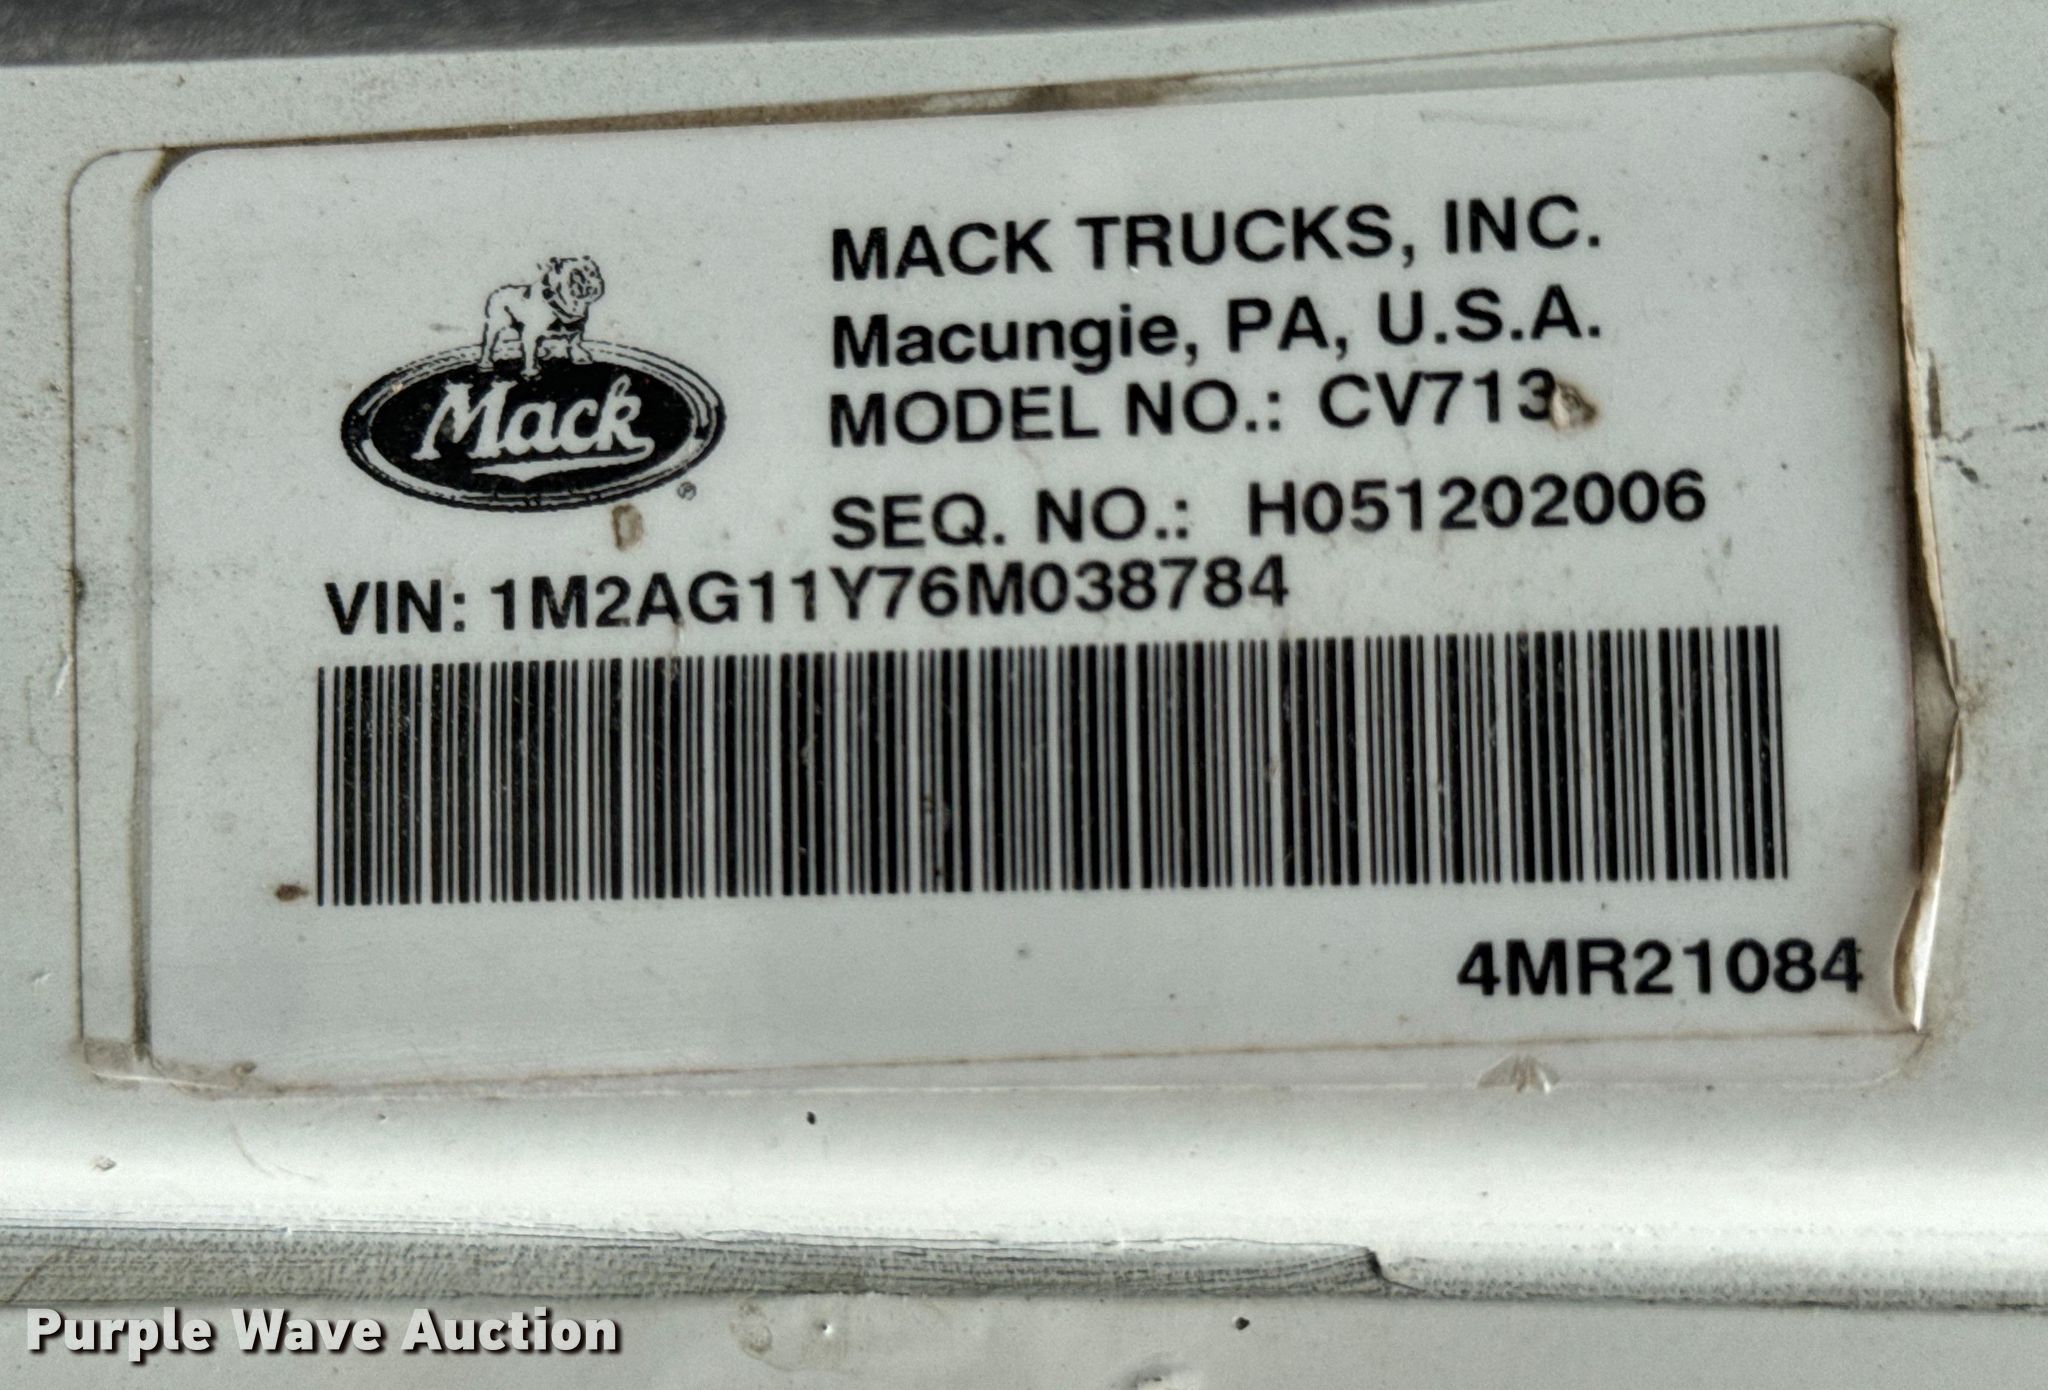 MACK TRUCKS, INC.
Macungie, PA, U.S.A.
MODEL NO.: CV713
Mack
®
SEQ. NO.: H051202006
VIN: 1M2AG11Y76M038784
4MR21084
Purple Wave Auction